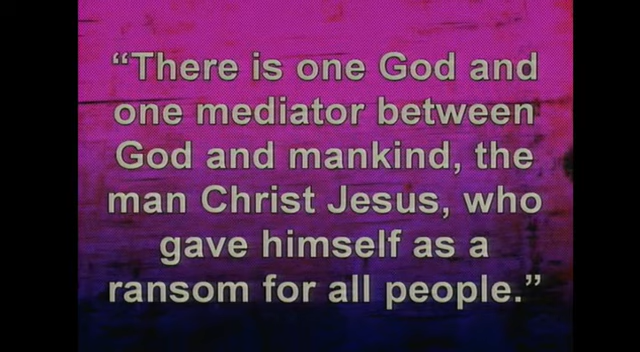 “There is one God and
one mediator between
God and mankind, the
man Christ Jesus, who
gave himself as a
ransom for all people.”